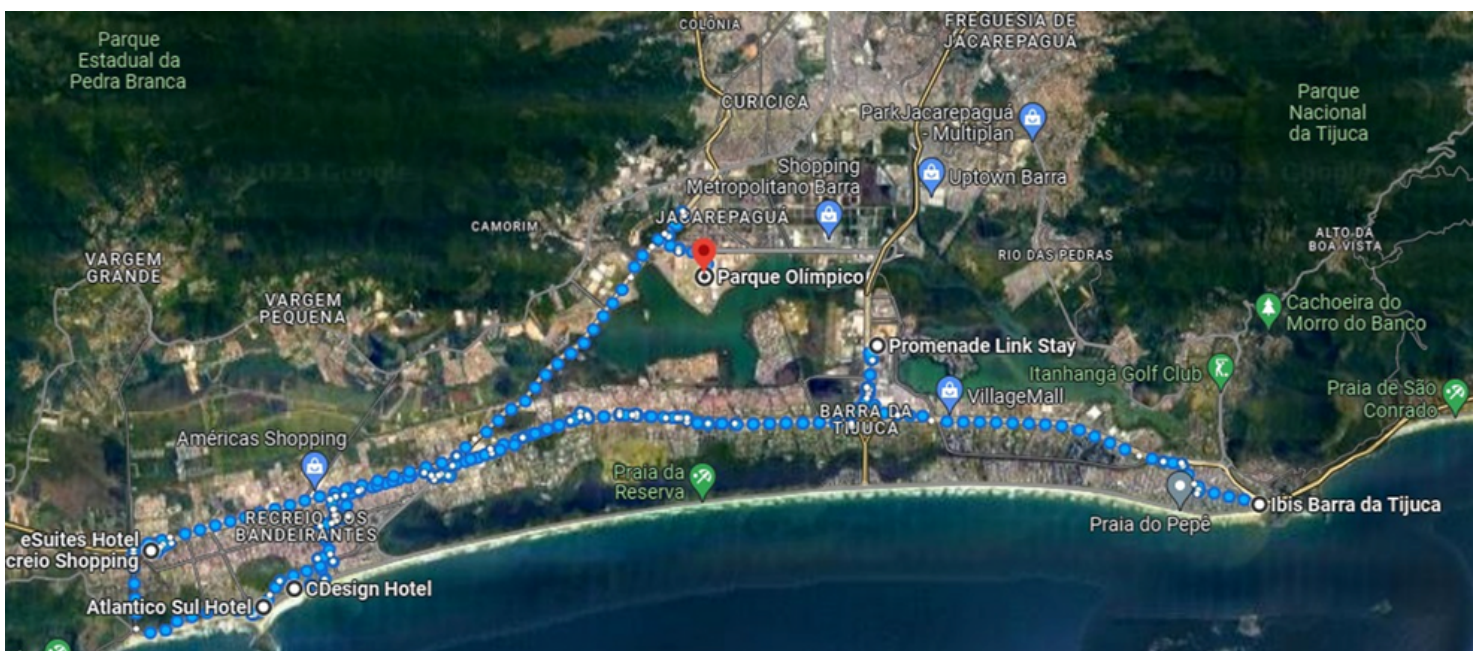 COLÔNIA
FREGUESIA DE
JACAREPAGUÁ
Parque
Estadual da
Pedra Branca
CURICICA
ParkJacarepaguá
- Multiplan
Parque
Nacional
da Tijuca
Shopping
Metropolitano Barra
Uptown Barra
JACAREPAGUÁ
CAMORIM
ALTO DA
BOA VISTA
RIO DAS PEDRAS
VARGEM
GRANDE
Parque Olímpico
VARGEM
PEQUENA
Cachoeira do
Morro do Banco
Promenade Link Stay
Itanhangá Golf Club
VillageMall
Praia de São
Conrado
BARRA DA
TIJUCA
Américas Shopping
Praia da
Reserva
Ibis Barra da Tijuca
RECREIO DOS
BANDEIRANTES
Praia do Pepê
eSuites Hotel
creio Shopping
CDesign Hotel
Atlantico Sul Hotel